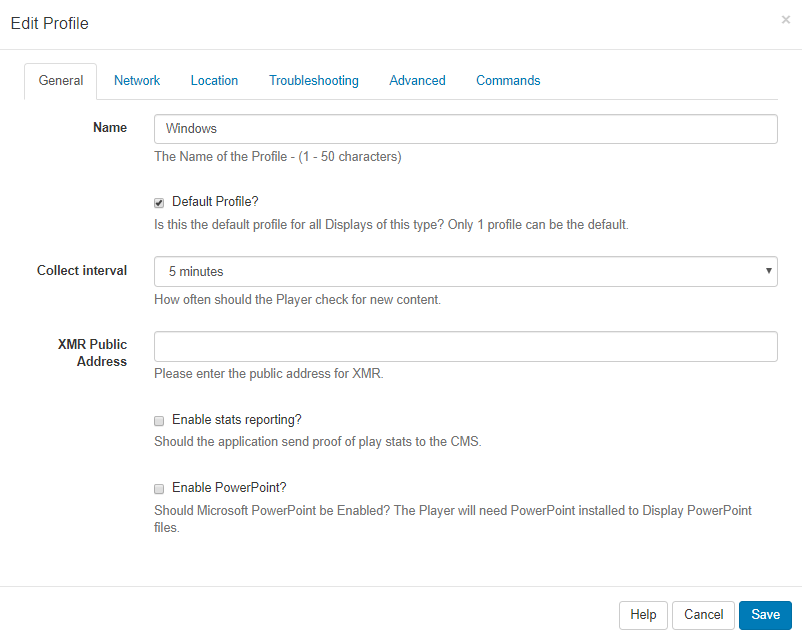 Edit Profile
×
General Network Location Troubleshooting Advanced Commands
Name
Windows
The Name of the Profile - (1 - 50 characters)
Default Profile?
Is this the default profile for all Displays of this type? Only 1 profile can be the default.
Collect interval
5 minutes
How often should the Player check for new content.
XMR Public
Address
Please enter the public address for XMR.
Enable stats reporting?
Should the application send proof of play stats to the CMS.
Enable PowerPoint?
Should Microsoft PowerPoint be Enabled? The Player will need PowerPoint installed to Display PowerPoint
files.
Help Cancel Save